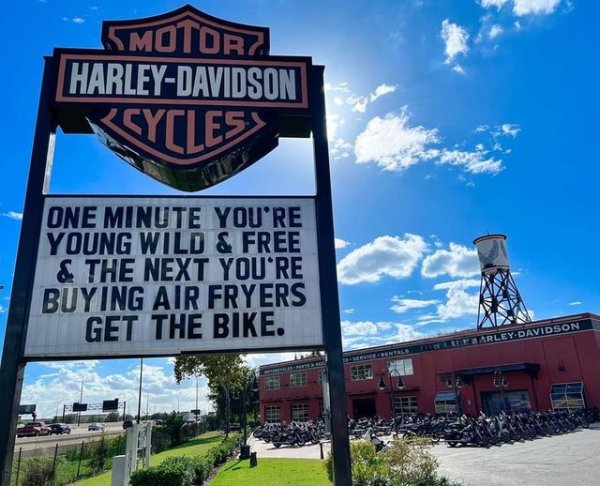 MOTOR
HARLEY-DAVIDSON
CYCLES
ONE MINUTE YOU'RE
YOUNG WILD & FREE
& THE NEXT YOU'RE
BUYING AIR FRYERS
GET THE BIKE.
HARLEY-DAVIDSON
SERVICE • RENTALS